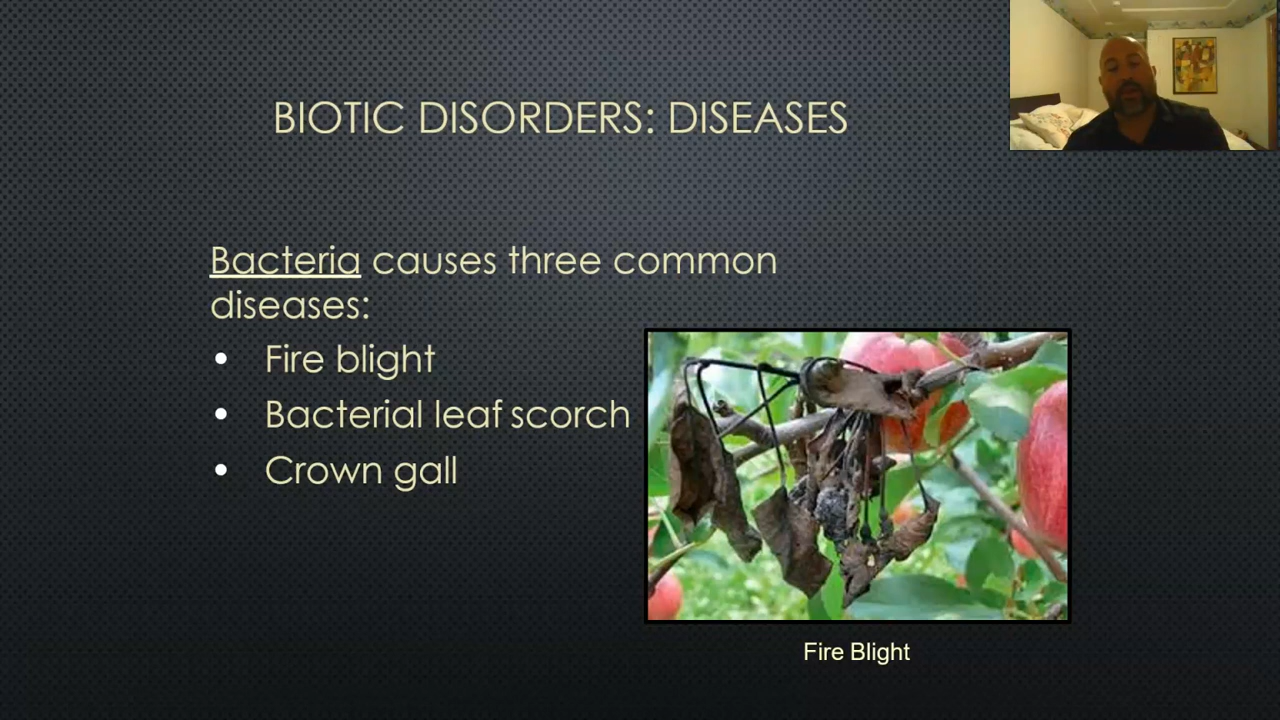 BIOTIC DISORDERS: DISEASES
Bacteria causes three common
diseases:
• Fire blight
• Bacterial leaf scorch
• Crown gall
Fire Blight